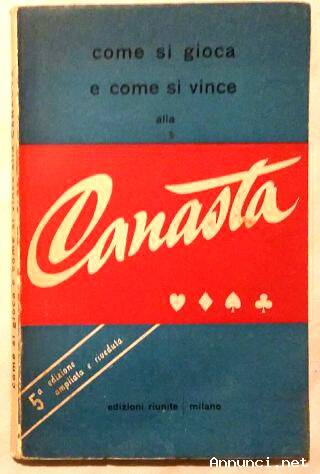 come si gioca
e come si vince
alla
Canasta
5ª edizione
ampliata e riveduta
edizioni riunite milano
come si gioca e come si vince alla
Annunci.net